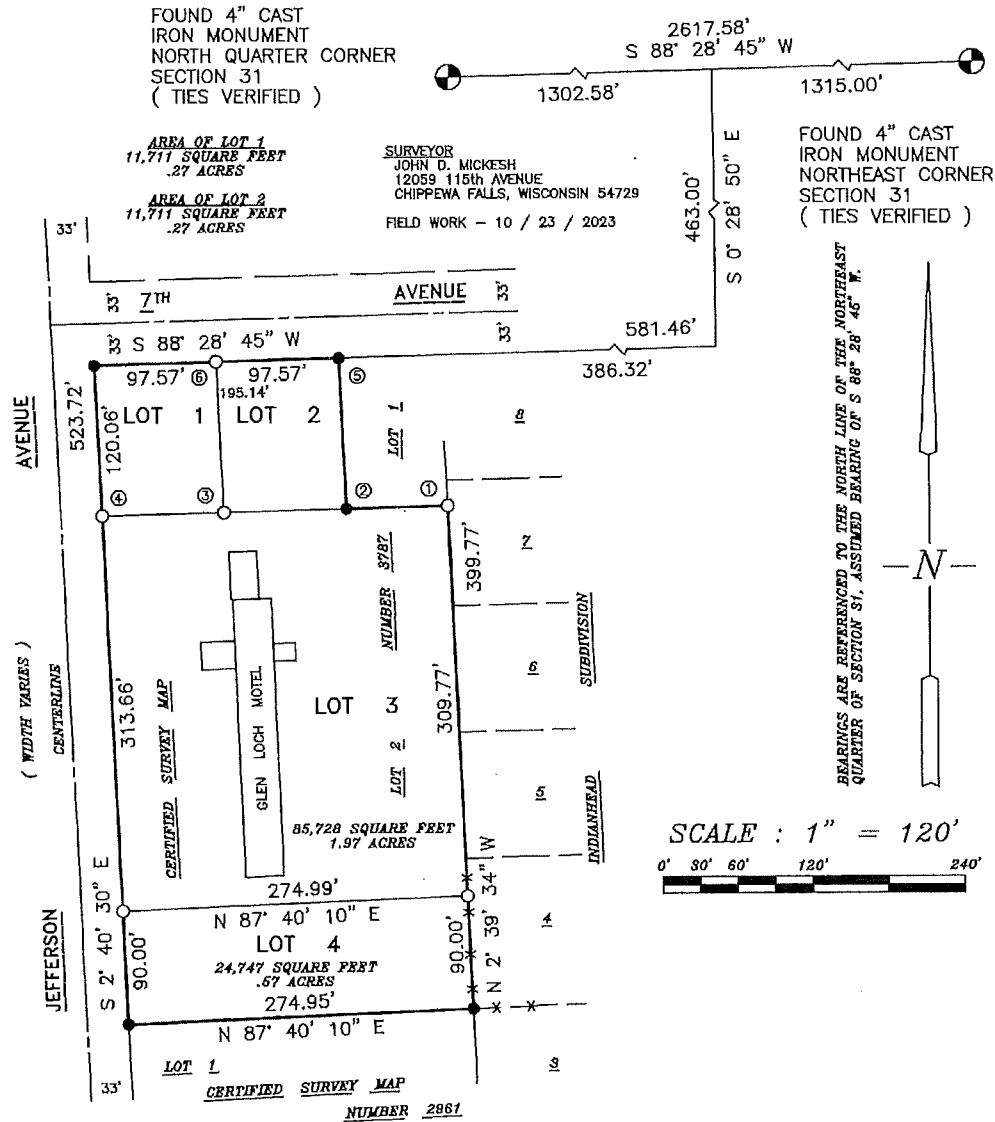 FOUND 4" CAST
IRON MONUMENT
NORTH QUARTER CORNER
SECTION 31
( TIES VERIFIED )
2617.58'
S 88° 28' 45" W
1302.58'
1315.00'
AREA OF LOT 1
11,711 SQUARE FEET
.27 ACRES
AREA OF LOT 2
11,711 SQUARE FEET
.27 ACRES
SURVEYOR
JOHN D. MICKESH
12059 115th AVENUE
CHIPPEWA FALLS, WISCONSIN 54729
FIELD WORK - 10 / 23 / 2023
463.00'
S 0° 28' 50" E
FOUND 4" CAST
IRON MONUMENT
NORTHEAST CORNER
SECTION 31
( TIES VERIFIED )
33'
33'
7TH
AVENUE
33'
33'
S 88° 28' 45" W
33'
581.46'
386.32'
97.57'
6
97.57'
5
195.14'
523.72'
120.06'
LOT 1
LOT 2
LOT 1
8
AVENUE
4
3
2
1
7
399.77'
NUMBER 3787
SUBDIVISION
6
( WIDTH VARIES )
CENTERLINE
313.66'
CERTIFIED SURVEY MAP
GLEN LOCH MOTEL
LOT 3
309.77'
LOT 2
5
INDIANHEAD
85,728 SQUARE FEET
1.97 ACRES
BEARINGS ARE REFERENCED TO THE NORTH LINE OF THE NORTHEAST
QUARTER OF SECTION 31, ASSUMED BEARING OF S 88° 28' 45" W.
N
SCALE : 1" = 120'
0' 30' 60' 120' 240'
274.99'
N 87° 40' 10" E
LOT 4
24,747 SQUARE FEET
.57 ACRES
274.95'
N 87° 40' 10" E
JEFFERSON
S 2° 40' 30" E
90.00'
90.00'
N 2° 39' 34" W
4
3
33'
LOT 1
CERTIFIED SURVEY MAP
NUMBER 2961